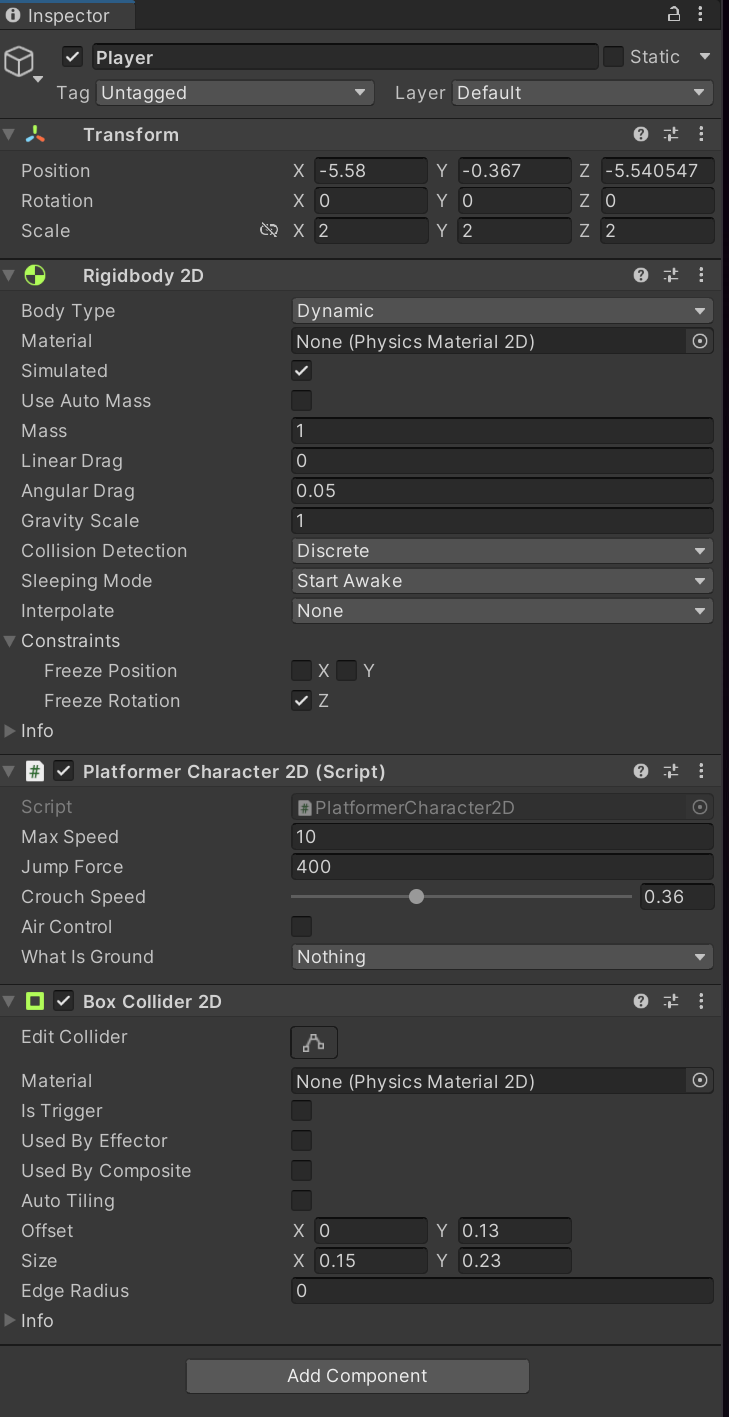 Inspector
Player Static
Tag Untagged Layer Default
Transform
Position X -5.58 Y -0.367 Z -5.540547
Rotation X 0 Y 0 Z 0
Scale X 2 Y 2 Z 2
Rigidbody 2D
Body Type Dynamic
Material None (Physics Material 2D)
Simulated
Use Auto Mass
Mass 1
Linear Drag 0
Angular Drag 0.05
Gravity Scale 1
Collision Detection Discrete
Sleeping Mode Start Awake
Interpolate None
Constraints
Freeze Position X Y
Freeze Rotation Z
Info
# Platformer Character 2D (Script)
Script # PlatformerCharacter2D
Max Speed 10
Jump Force 400
Crouch Speed 0.36
Air Control
What Is Ground Nothing
Box Collider 2D
Edit Collider
Material None (Physics Material 2D)
Is Trigger
Used By Effector
Used By Composite
Auto Tiling
Offset X 0 Y 0.13
Size X 0.15 Y 0.23
Edge Radius 0
Info
Add Component